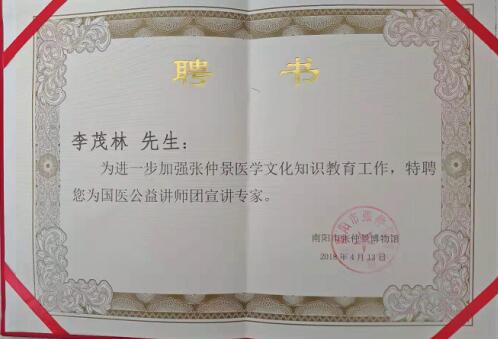 聘 书
李茂林 先生：
为进一步加强张仲景医学文化知识教育工作，特聘
您为国医公益讲师团宣讲专家。
南阳市张仲景博物馆
2018年4月13日